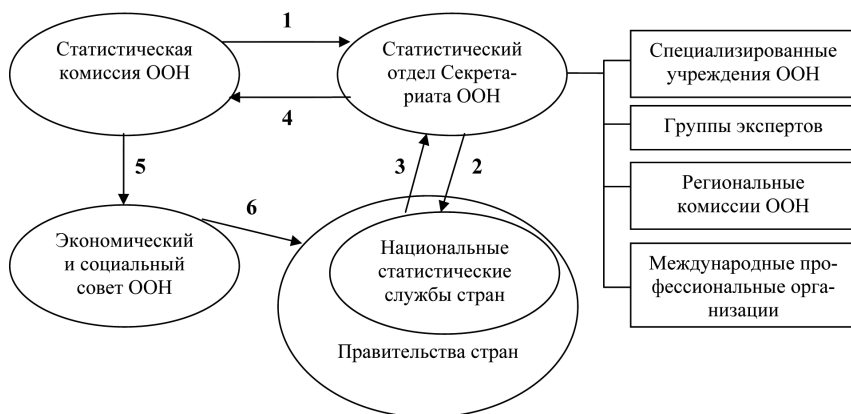 1
Статистическая
комиссия ООН
Статистический
отдел Секрета-
риата ООН
4
5
3
2
6
Экономический
и социальный
совет ООН
Национальные
статистические
службы стран
Правительства стран
Специализированные
учреждения ООН
Группы экспертов
Региональные
комиссии ООН
Международные про-
фессиональные орга-
низации